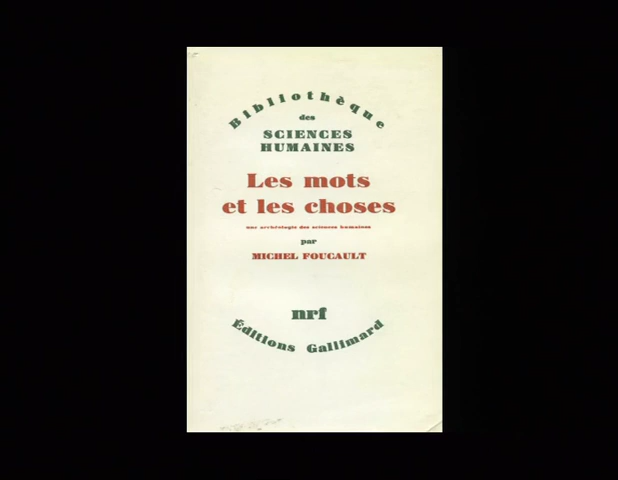 Bibliothèque
des
SCIENCES
HUMAINES
Les mots
et les choses
une archéologie des sciences humaines
par
MICHEL FOUCAULT
nrf
Éditions Gallimard